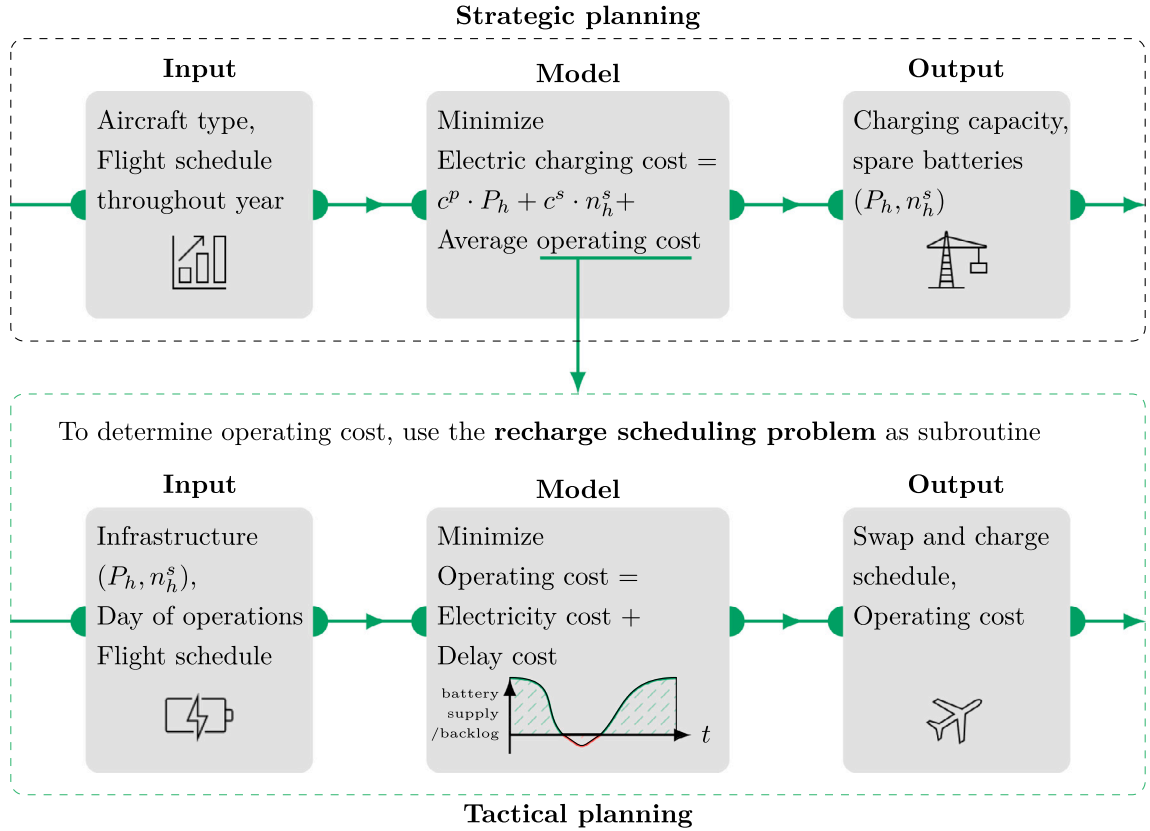 Strategic planning
Input
Aircraft type,
Flight schedule
throughout year
Model
Minimize
Electric charging cost =
c^p · P_h + c^s · n_h^s +
Average operating cost
Output
Charging capacity,
spare batteries
(P_h, n_h^s)
To determine operating cost, use the recharge scheduling problem as subroutine
Input
Infrastructure
(P_h, n_h^s),
Day of operations
Flight schedule
Model
Minimize
Operating cost =
Electricity cost +
Delay cost
battery
supply
/backlog
t
Output
Swap and charge
schedule,
Operating cost
Tactical planning